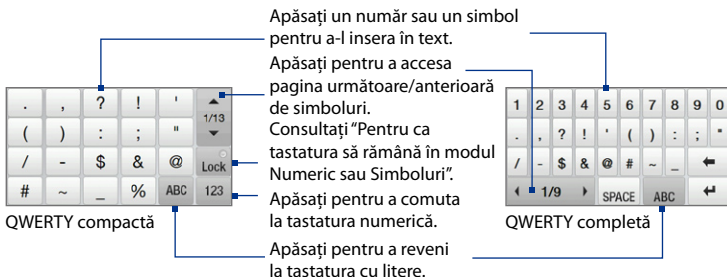 Apăsați un număr sau un simbol
pentru a-l insera în text.
Apăsați pentru a accesa
pagina următoare/anterioară
de simboluri.
Consultați “Pentru ca
tastatura să rămână în modul
Numeric sau Simboluri”.
Apăsați pentru a comuta
la tastatura numerică.
Apăsați pentru a reveni
la tastatura cu litere.
. , ? ! '
1/13
( ) : ; "
/ - $ & @ Lock
# ~ _ % ABC 123
QWERTY compactă
1 2 3 4 5 6 7 8 9 0
. , ? ! ' ( ) : ; "
/ - $ & @ # ~ _
1/9 SPACE ABC
QWERTY completă